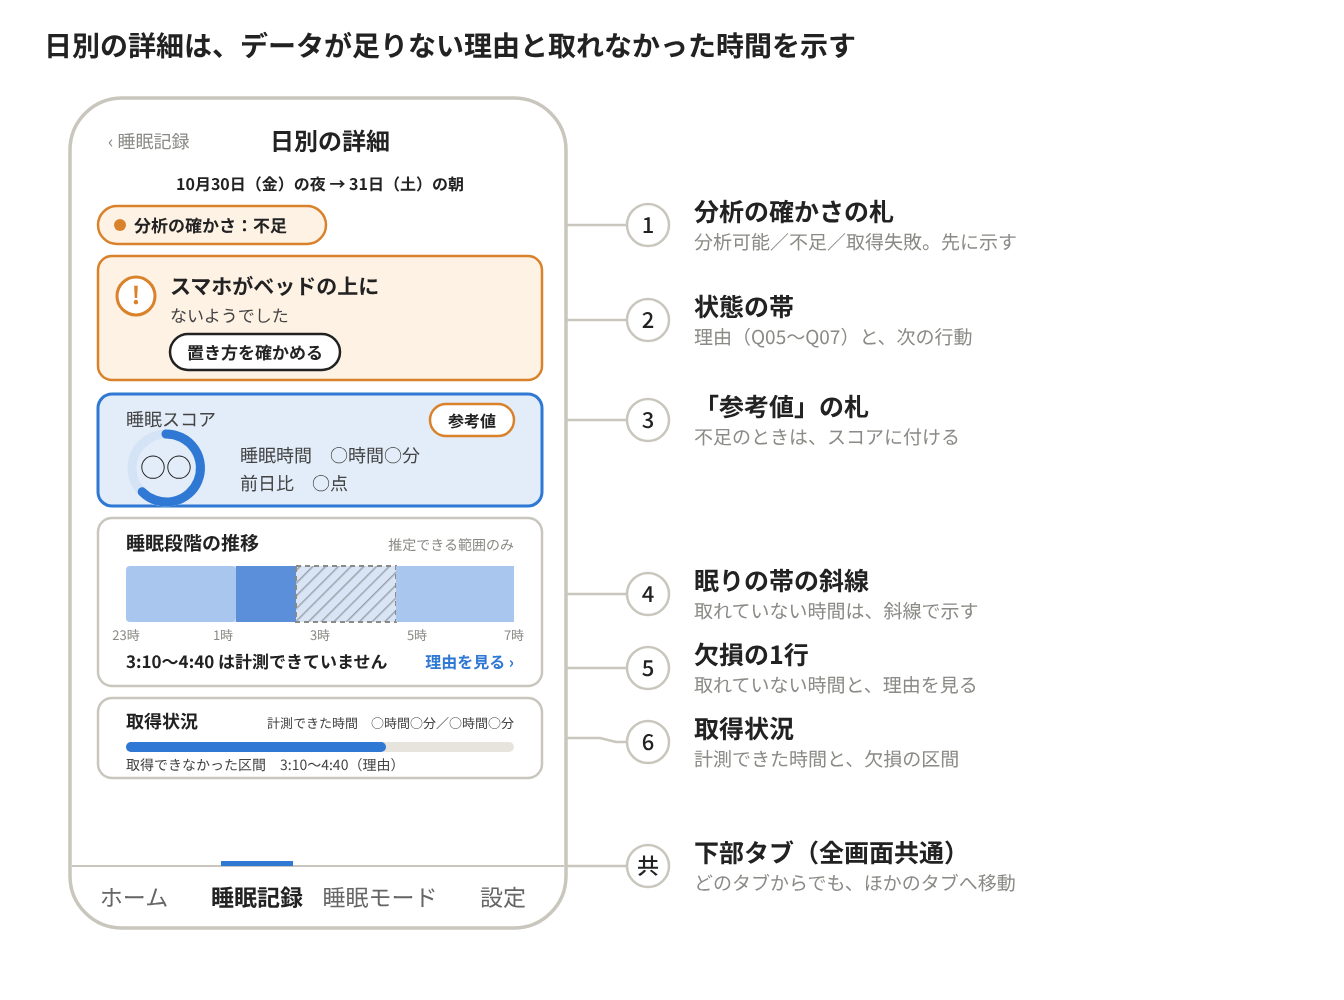 日別の詳細は、データが足りない理由と取れなかった時間を示す
‹ 睡眠記録
日別の詳細
10月30日（金）の夜 → 31日（土）の朝
分析の確かさ：不足
!
スマホがベッドの上に
ないようでした
置き方を確かめる
睡眠スコア
参考値
〇〇
睡眠時間　〇時間〇分
前日比　〇点
睡眠段階の推移
推定できる範囲のみ
23時
1時
3時
5時
7時
3:10〜4:40 は計測できていません
理由を見る ›
取得状況
計測できた時間　〇時間〇分／〇時間〇分
取得できなかった区間　3:10〜4:40（理由）
ホーム
睡眠記録
睡眠モード
設定
1
分析の確かさの札
分析可能／不足／取得失敗。先に示す
2
状態の帯
理由（Q05〜Q07）と、次の行動
3
「参考値」の札
不足のときは、スコアに付ける
4
眠りの帯の斜線
取れていない時間は、斜線で示す
5
欠損の1行
取れていない時間と、理由を見る
6
取得状況
計測できた時間と、欠損の区間
共
下部タブ（全画面共通）
どのタブからでも、ほかのタブへ移動